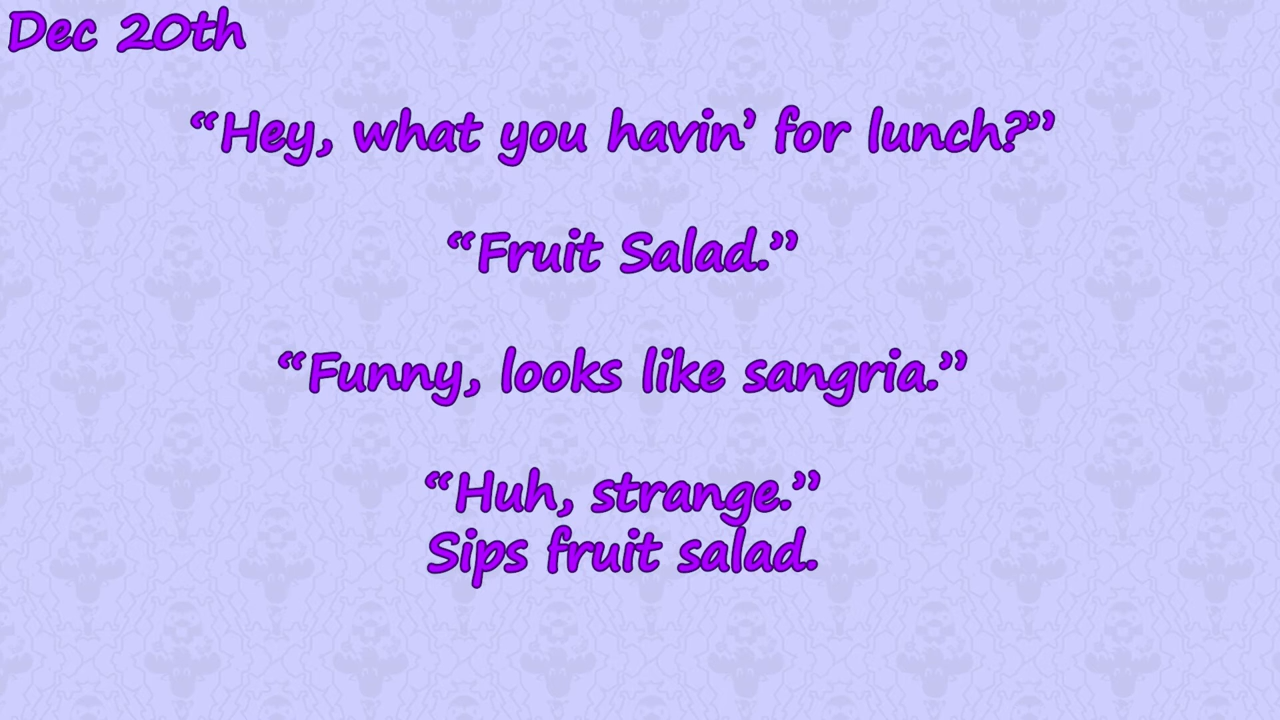 Dec 20th
“Hey, what you havin’ for lunch?”
“Fruit Salad.”
“Funny, looks like sangria.”
“Huh, strange.”
Sips fruit salad.